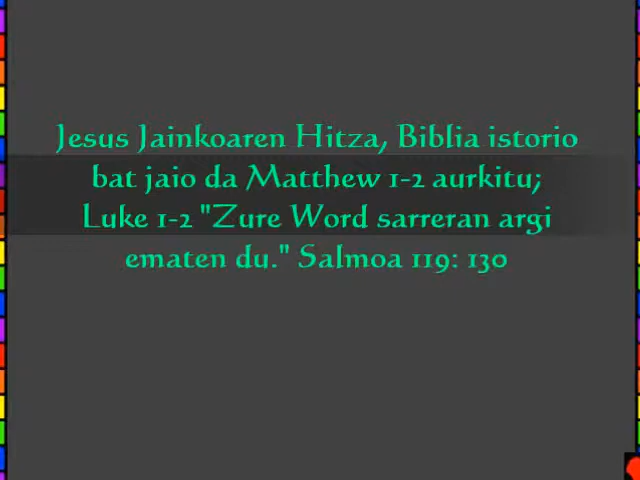 Jesus Jainkoaren Hitza, Biblia istorio
bat jaio da Matthew 1-2 aurkitu;
Luke 1-2 "Zure Word sarreran argi
ematen du." Salmoa 119: 130